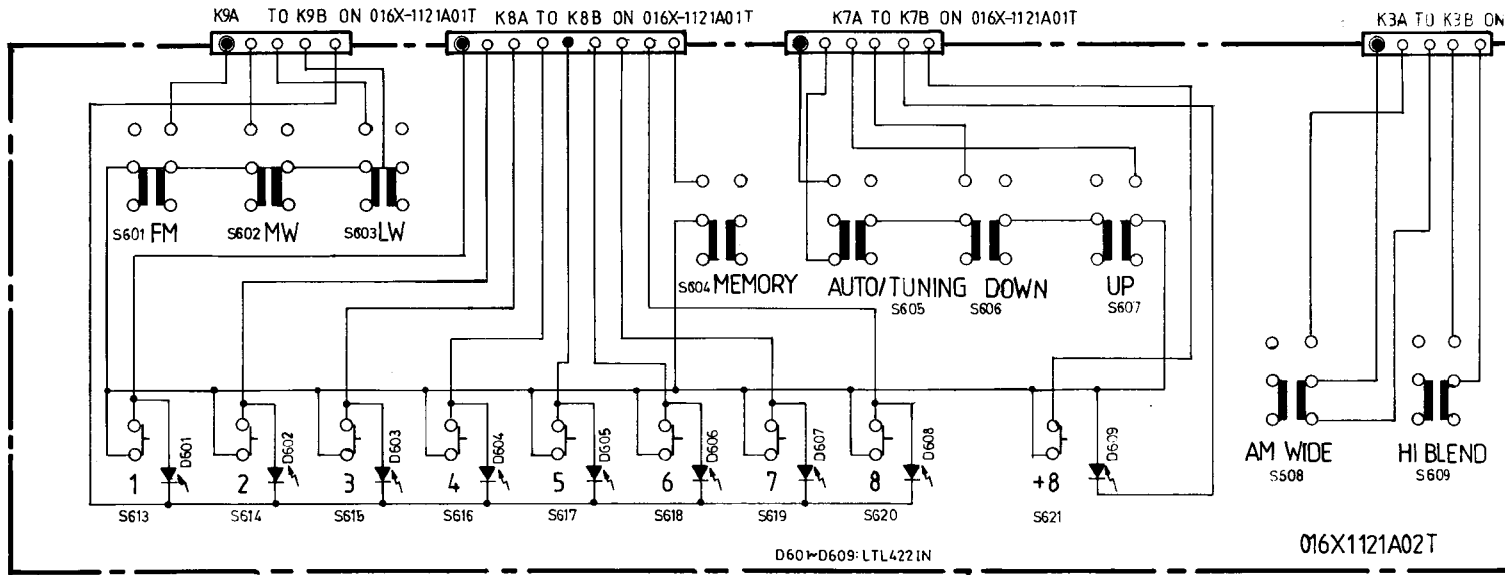 K9A TO K9B ON 016X-1121A01T
K8A TO K8B ON 016X-1121A01T
K7A TO K7B ON 016X-1121A01T
K3A TO K3B ON
S601 FM
S602 MW
S603 LW
S604 MEMORY
AUTO/TUNING
S605
DOWN
S606
UP
S607
AM WIDE
S608
HI BLEND
S609
D601
D602
D603
D604
D605
D606
D607
D608
D609
1
2
3
4
5
6
7
8
+8
S613
S614
S615
S616
S617
S618
S619
S620
S621
D601~D609: LTL4221N
016X1121A02T